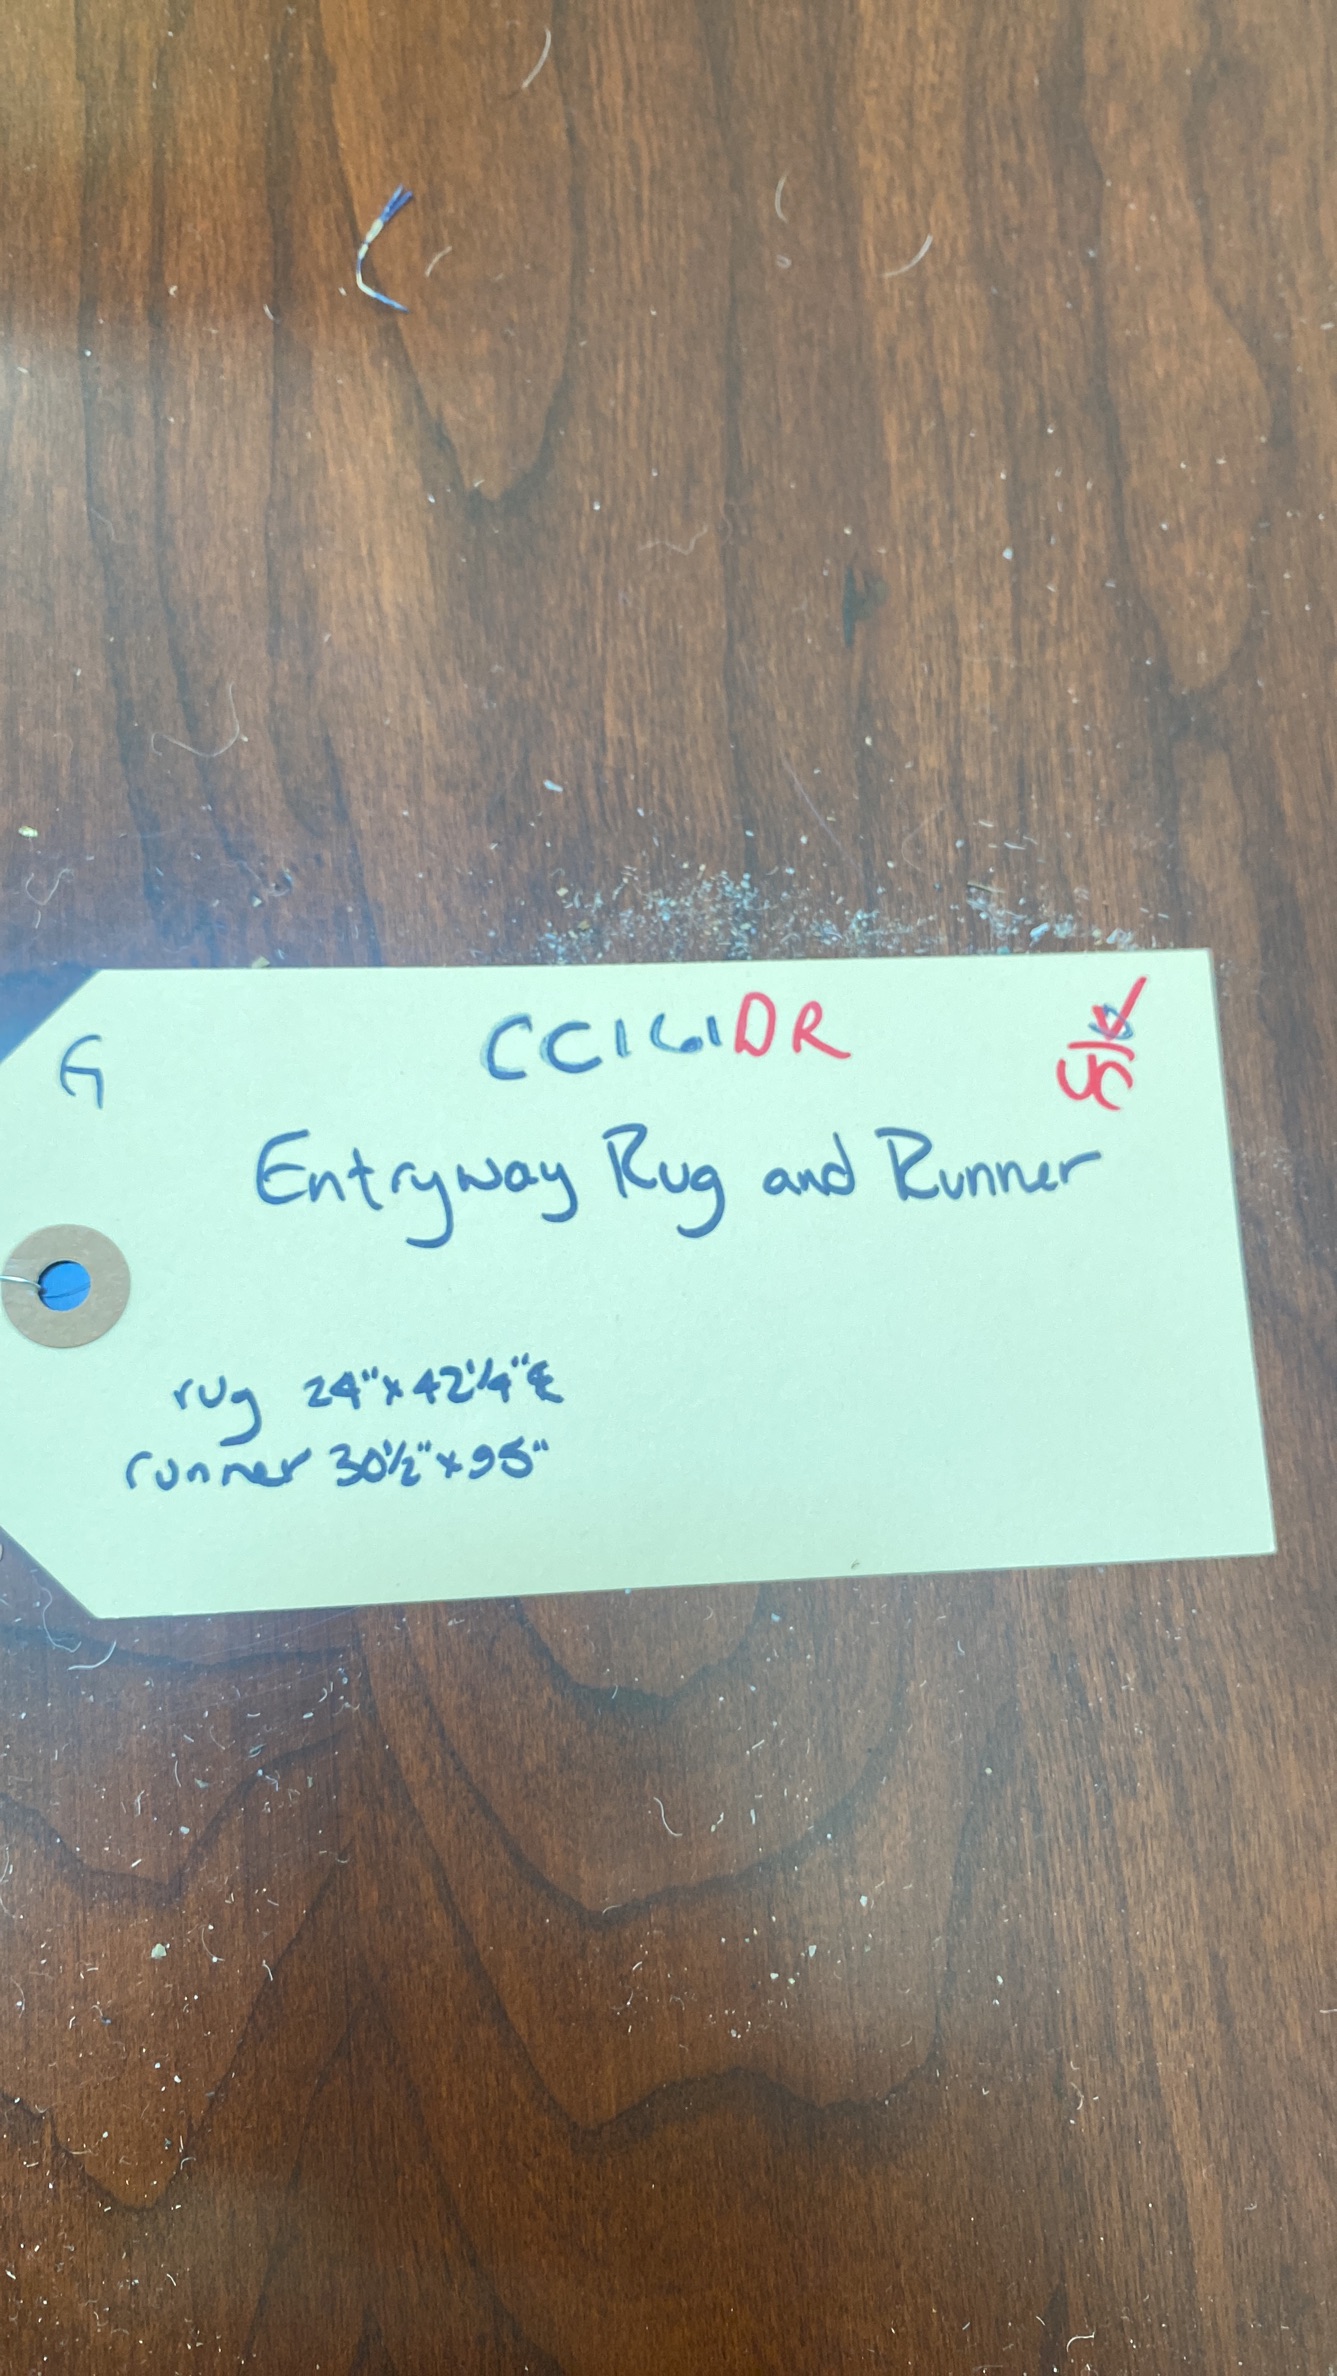 G
CC161DR
Entryway Rug and Runner
rug 24"x42¼"
runner 30½"x95"